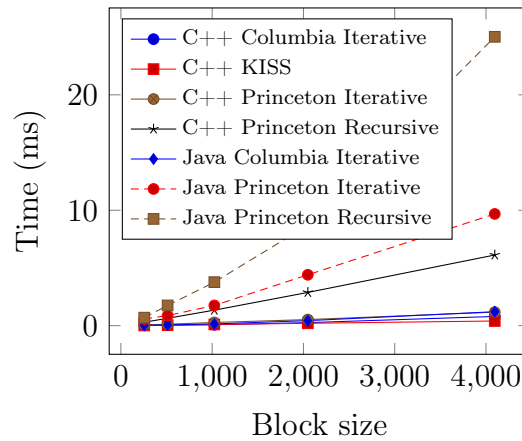 C++ Columbia Iterative
C++ KISS
C++ Princeton Iterative
C++ Princeton Recursive
Java Columbia Iterative
Java Princeton Iterative
Java Princeton Recursive
20
10
0
Time (ms)
0 1,000 2,000 3,000 4,000
Block size